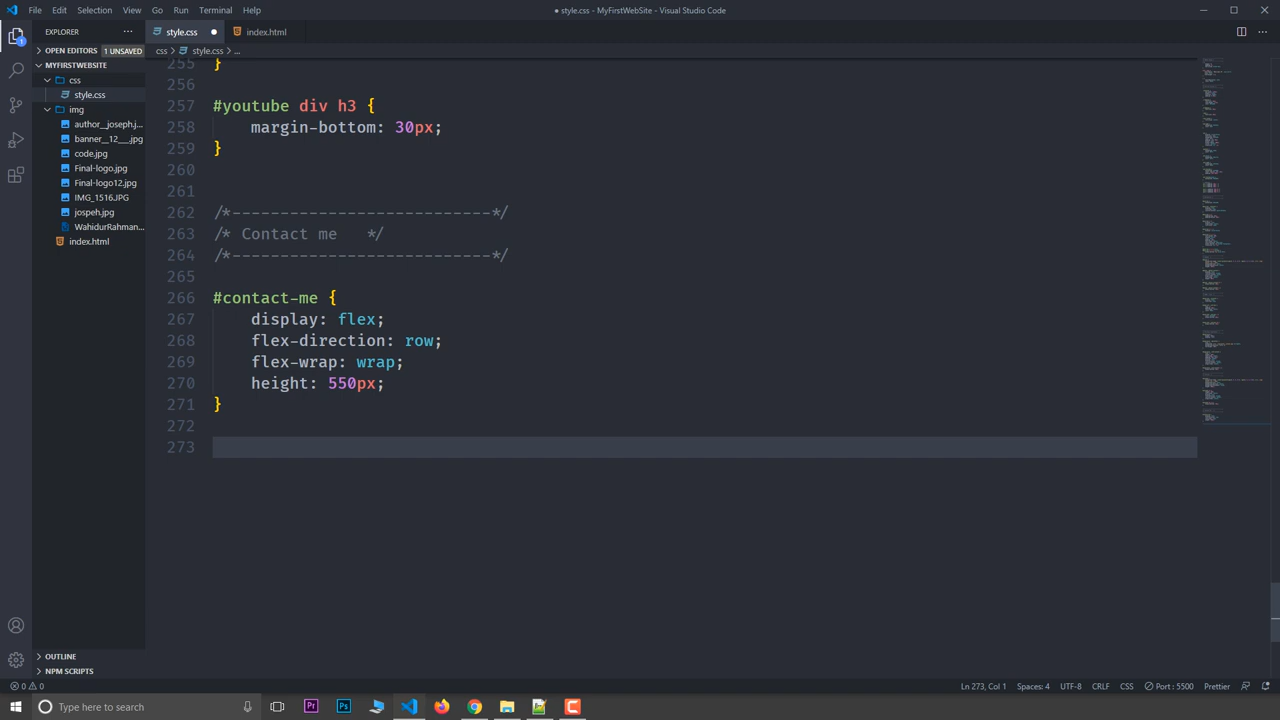 File Edit Selection View Go Run Terminal Help
● style.css - MyFirstWebSite - Visual Studio Code
EXPLORER ...
style.css ●
index.html
OPEN EDITORS 1 UNSAVED
css > style.css > ...
MYFIRSTWEBSITE
css
style.css
img
author__joseph.j...
banner__12___.jpg
code.jpg
Final-logo.jpg
Final-logo12.jpg
IMG_1516.JPG
jospeh.jpg
WahidurRahman...
index.html
OUTLINE
NPM SCRIPTS
255 }
256
257 #youtube div h3 {
258 margin-bottom: 30px;
259 }
260
261
262 /*---------------------------*/
263 /* Contact me   */
264 /*---------------------------*/
265
266 #contact-me {
267 display: flex;
268 flex-direction: row;
269 flex-wrap: wrap;
270 height: 550px;
271 }
272
273
0 0
Ln 273, Col 1 Spaces: 4 UTF-8 CRLF CSS Port : 5500 Prettier
Type here to search
Pr Ps